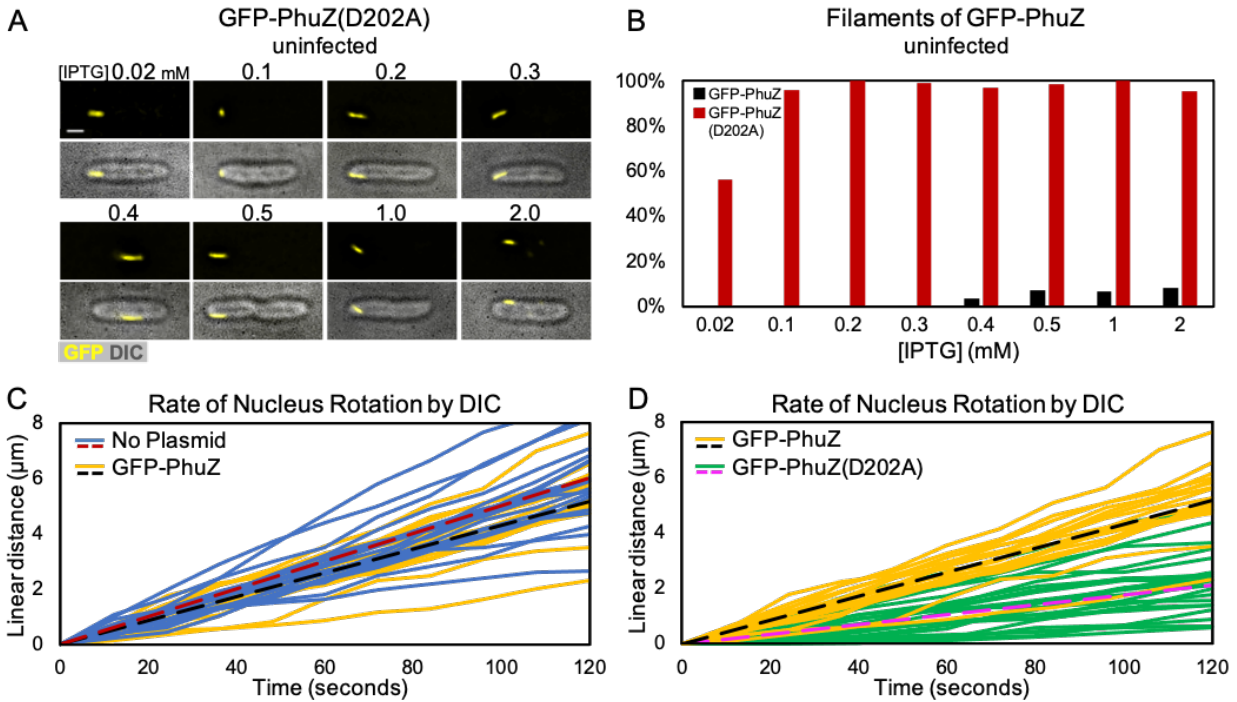 A
GFP-PhuZ(D202A)
uninfected
[IPTG] 0.02 mM 0.1 0.2 0.3
0.4 0.5 1.0 2.0
GFP DIC
B
Filaments of GFP-PhuZ
uninfected
100%
80%
60%
40%
20%
0%
GFP-PhuZ
GFP-PhuZ
(D202A)
0.02 0.1 0.2 0.3 0.4 0.5 1 2
[IPTG] (mM)
C
Rate of Nucleus Rotation by DIC
Linear distance (µm)
8
6
4
2
0
No Plasmid
GFP-PhuZ
0 20 40 60 80 100 120
Time (seconds)
D
Rate of Nucleus Rotation by DIC
Linear distance (µm)
8
6
4
2
0
GFP-PhuZ
GFP-PhuZ(D202A)
0 20 40 60 80 100 120
Time (seconds)